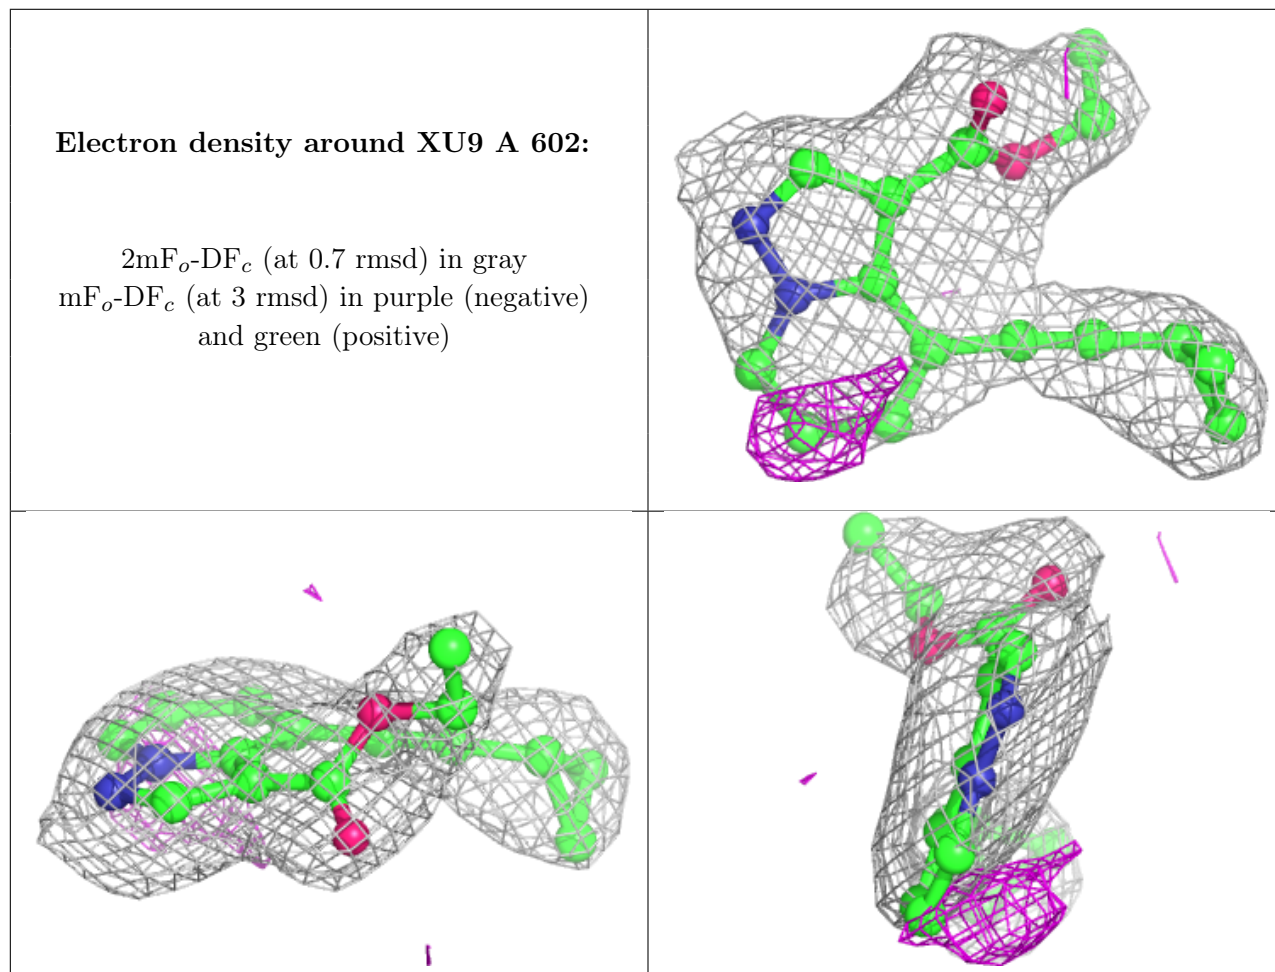 Electron density around XU9 A 602:
2mFo-DFc (at 0.7 rmsd) in gray
mFo-DFc (at 3 rmsd) in purple (negative)
and green (positive)